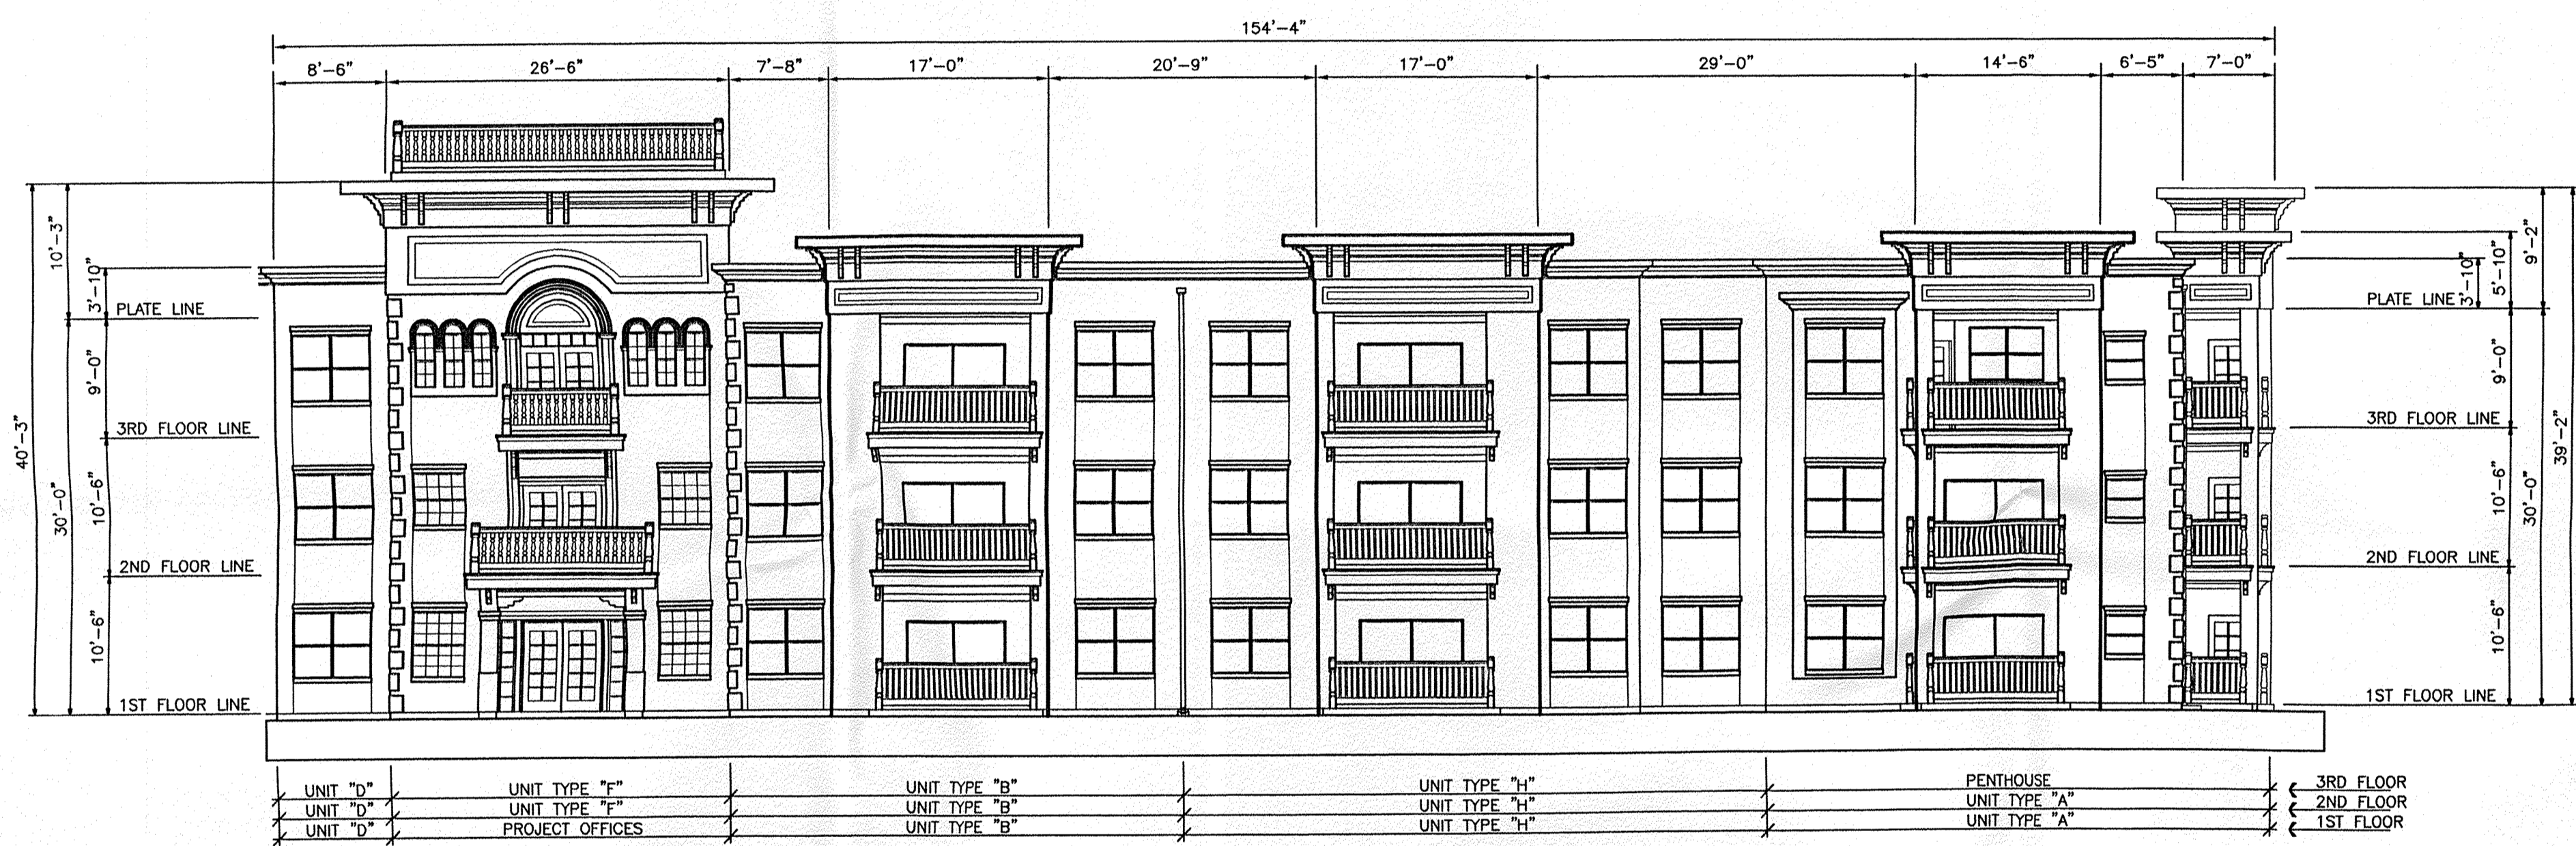 154'-4"
8'-6" 26'-6" 7'-8" 17'-0" 20'-9" 17'-0" 29'-0" 14'-6" 6'-5" 7'-0"
40'-3"
30'-0"
10'-3"
3'-10"
9'-0"
10'-6"
10'-6"
PLATE LINE
3RD FLOOR LINE
2ND FLOOR LINE
1ST FLOOR LINE
PLATE LINE
3RD FLOOR LINE
2ND FLOOR LINE
1ST FLOOR LINE
3'-10"
5'-10"
9'-2"
9'-0"
10'-6"
10'-6"
30'-0"
39'-2"
UNIT "D" UNIT TYPE "F" UNIT TYPE "B" UNIT TYPE "H" PENTHOUSE 3RD FLOOR
UNIT "D" UNIT TYPE "F" UNIT TYPE "B" UNIT TYPE "H" UNIT TYPE "A" 2ND FLOOR
UNIT "D" PROJECT OFFICES UNIT TYPE "B" UNIT TYPE "H" UNIT TYPE "A" 1ST FLOOR